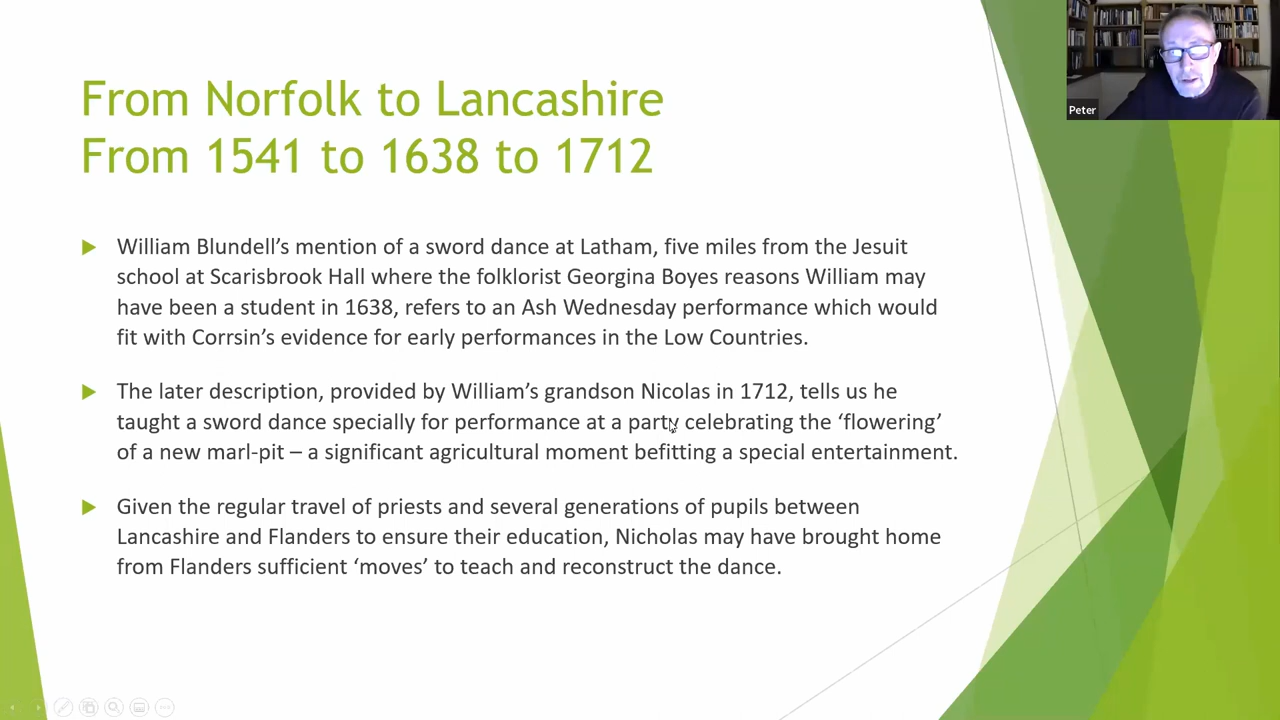 From Norfolk to Lancashire
From 1541 to 1638 to 1712
William Blundell’s mention of a sword dance at Latham, five miles from the Jesuit
school at Scarisbrook Hall where the folklorist Georgina Boyes reasons William may
have been a student in 1638, refers to an Ash Wednesday performance which would
fit with Corrsin’s evidence for early performances in the Low Countries.
The later description, provided by William’s grandson Nicolas in 1712, tells us he
taught a sword dance specially for performance at a party celebrating the ‘flowering’
of a new marl-pit – a significant agricultural moment befitting a special entertainment.
Given the regular travel of priests and several generations of pupils between
Lancashire and Flanders to ensure their education, Nicholas may have brought home
from Flanders sufficient ‘moves’ to teach and reconstruct the dance.
Peter